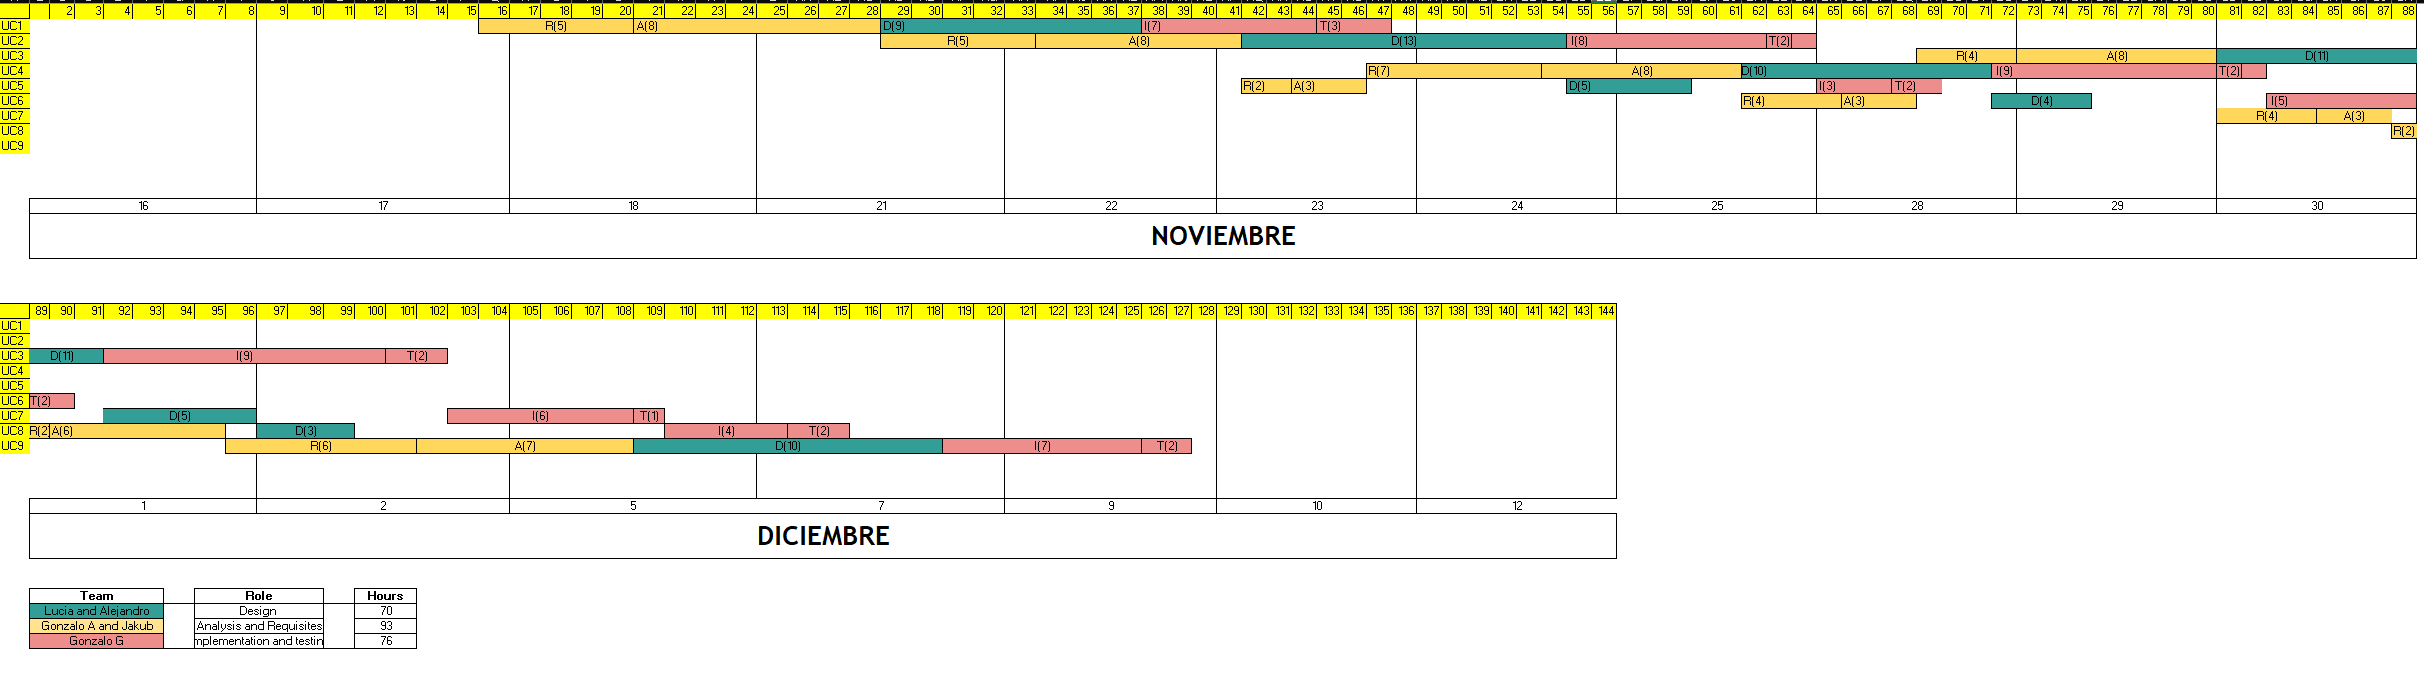 2 3 4 5 6 7 8 9 10 11 12 13 14 15 16 17 18 19 20 21 22 23 24 25 26 27 28 29 30 31 32 33 34 35 36 37 38 39 40 41 42 43 44 45 46 47 48 49 50 51 52 53 54 55 56 57 58 59 60 61 62 63 64 65 66 67 68 69 70 71 72 73 74 75 76 77 78 79 80 81 82 83 84 85 86 87 88
UC1 R(5) A(8) D(9) I(7) T(3)
UC2 R(5) A(8) D(13) I(8) T(2)
UC3 R(4) A(8) D(11)
UC4 R(7) A(8) D(10) I(9) T(2)
UC5 R(2) A(3) D(5) I(3) T(2)
UC6 R(4) A(3) D(4) I(5)
UC7 R(4) A(3)
UC8 R(2)
UC9
16 17 18 21 22 23 24 25 28 29 30
NOVIEMBRE
89 90 91 92 93 94 95 96 97 98 99 100 101 102 103 104 105 106 107 108 109 110 111 112 113 114 115 116 117 118 119 120 121 122 123 124 125 126 127 128 129 130 131 132 133 134 135 136 137 138 139 140 141 142 143 144
UC1
UC2
UC3 D(11) I(9) T(2)
UC4
UC5
UC6 T(2)
UC7 D(5) I(6) T(1)
UC8 R(2 A(6) D(3) I(4) T(2)
UC9 R(6) A(7) D(10) I(7) T(2)
1 2 5 7 9 10 12
DICIEMBRE
Team Role Hours
Lucia and Alejandro Design 70
Gonzalo A and Jakub Analysis and Requisites 93
Gonzalo G mplementation and testin 76